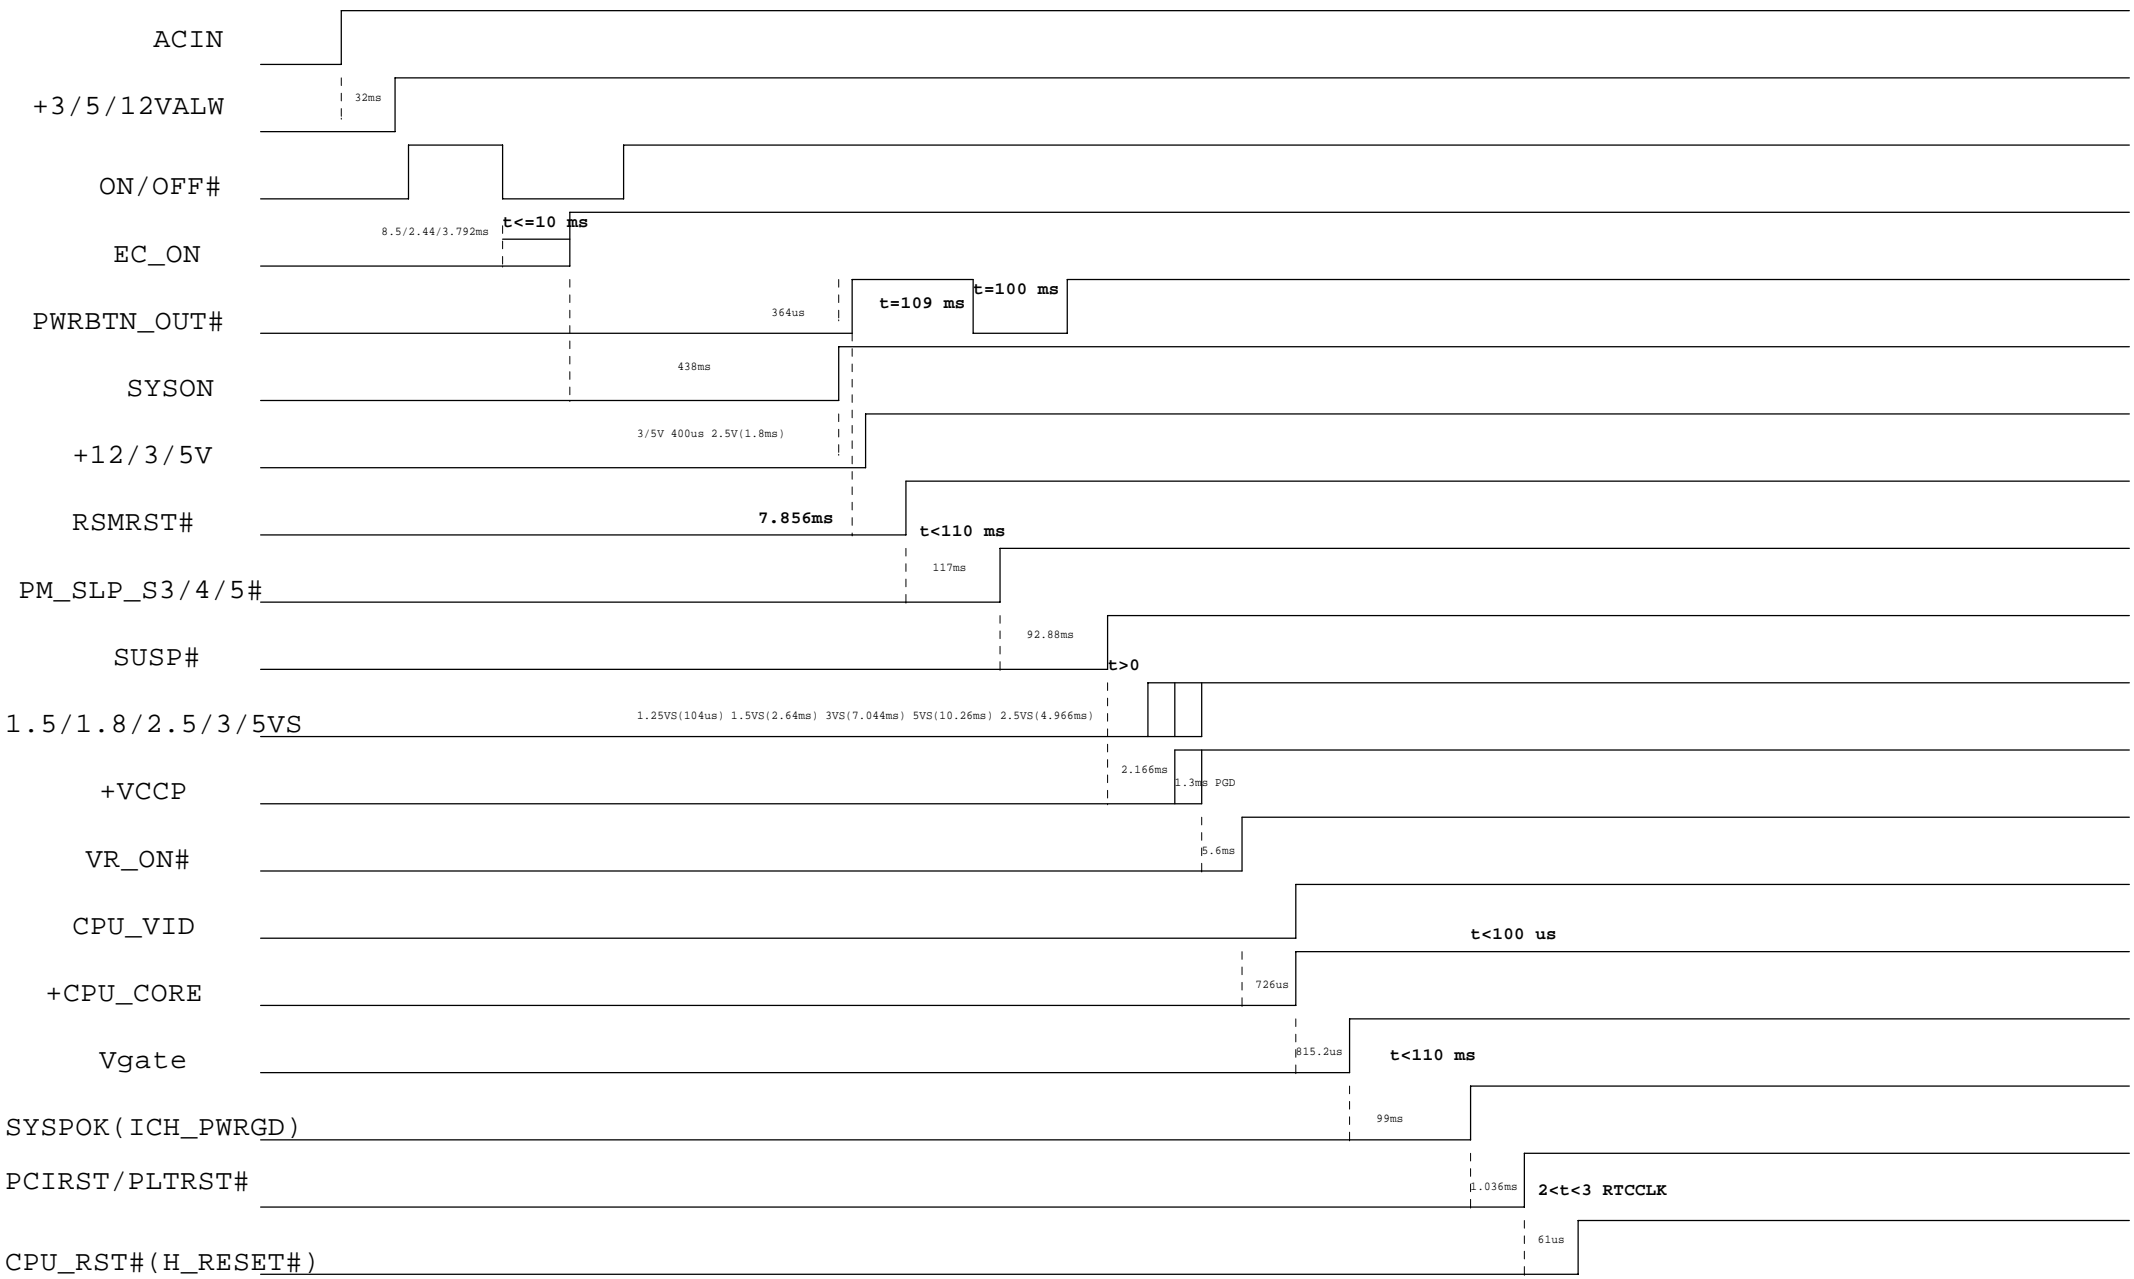 ACIN
+3/5/12VALW
32ms
ON/OFF#
EC_ON
8.5/2.44/3.792ms
t<=10 ms
PWRBTN_OUT#
364us
t=109 ms
t=100 ms
SYSON
438ms
+12/3/5V
3/5V 400us 2.5V(1.8ms)
RSMRST#
7.856ms
t<110 ms
PM_SLP_S3/4/5#
117ms
SUSP#
92.88ms
t>0
1.5/1.8/2.5/3/5VS
1.25VS(104us) 1.5VS(2.64ms) 3VS(7.044ms) 5VS(10.26ms) 2.5VS(4.966ms)
+VCCP
2.166ms
1.3ms PGD
VR_ON#
5.6ms
CPU_VID
t<100 us
+CPU_CORE
726us
Vgate
815.2us
t<110 ms
SYSPOK(ICH_PWRGD)
99ms
PCIRST/PLTRST#
1.036ms
2<t<3 RTCCLK
CPU_RST#(H_RESET#)
61us